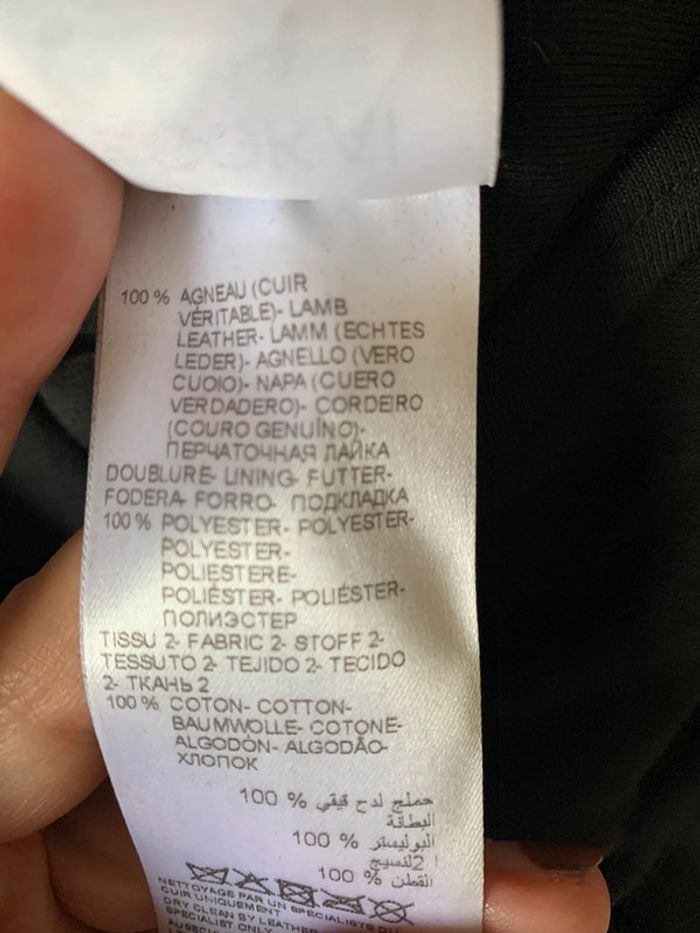 100 % AGNEAU (CUIR
VÉRITABLE)- LAMB
LEATHER- LAMM (ECHTES
LEDER)- AGNELLO (VERO
CUOIO)- NAPA (CUERO
VERDADERO)- CORDEIRO
(COURO GENUÍNO)-
ПЕРЧАТОЧНАЯ ЛАЙКА
DOUBLURE- LINING- FUTTER-
FODERA- FORRO- ПОДКЛАДКА
100 % POLYESTER- POLYESTER-
POLYESTER-
POLIESTERE-
POLIÉSTER- POLIÉSTER-
ПОЛИЭСТЕР
TISSU 2- FABRIC 2- STOFF 2-
TESSUTO 2- TEJIDO 2- TECIDO
2- ТКАНЬ 2
100 % COTON- COTTON-
BAUMWOLLE- COTONE-
ALGODÓN- ALGODÃO-
ХЛОПОК
100 %
البطانة
100 % البوليستر
2لنسيج
100 % القطن
NETTOYAGE PAR UN SPECIALISTE DU
CUIR UNIQUEMENT
DRY CLEAN BY LEATHER
SPECIALIST ONLY